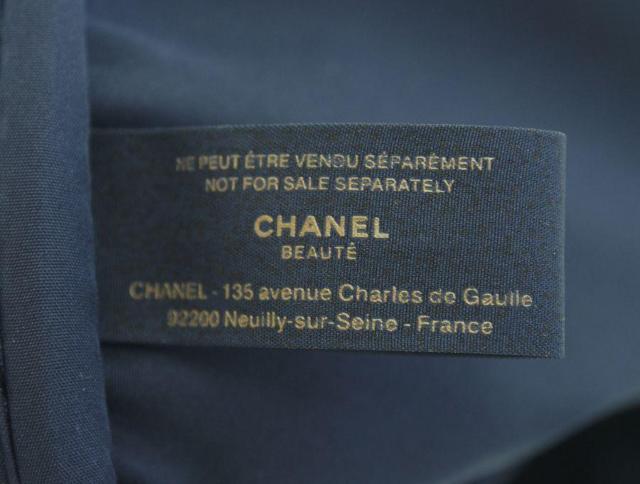 NE PEUT ÊTRE VENDU SÉPARÉMENT
NOT FOR SALE SEPARATELY
CHANEL
BEAUTÉ
CHANEL - 135 avenue Charles de Gaulle
92200 Neuilly-sur-Seine - France